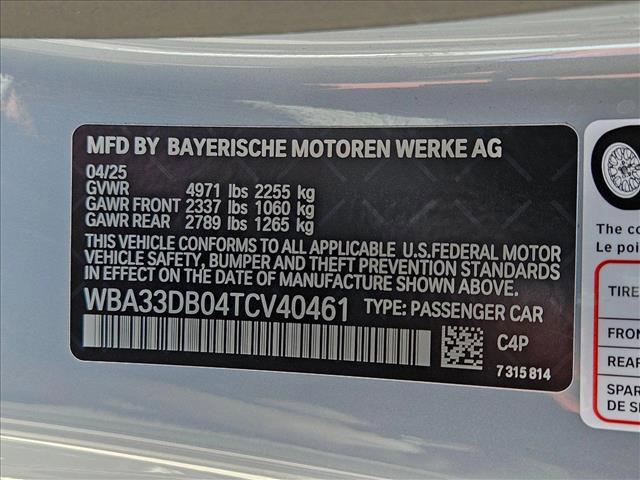 MFD BY BAYERISCHE MOTOREN WERKE AG
04/25
GVWR 4971 lbs 2255 kg
GAWR FRONT 2337 lbs 1060 kg
GAWR REAR 2789 lbs 1265 kg
THIS VEHICLE CONFORMS TO ALL APPLICABLE U.S.FEDERAL MOTOR
VEHICLE SAFETY, BUMPER AND THEFT PREVENTION STANDARDS
IN EFFECT ON THE DATE OF MANUFACTURE SHOWN ABOVE.
WBA33DB04TCV40461 TYPE: PASSENGER CAR
C4P
7315814
The co
Le poi
TIRE
FRON
REAR
SPAR
DE SE